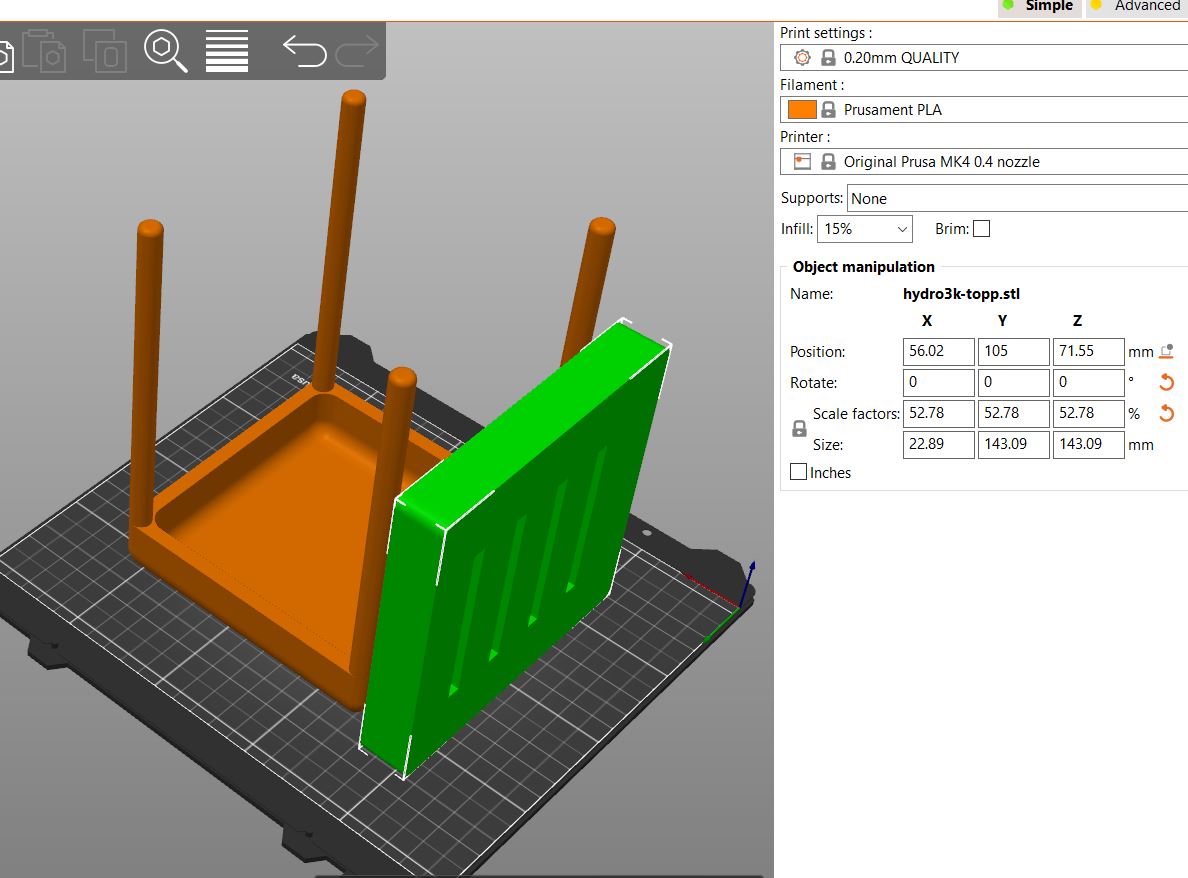 Simple Advanced
Print settings :
0.20mm QUALITY
Filament :
Prusament PLA
Printer :
Original Prusa MK4 0.4 nozzle
Supports: None
Infill: 15% Brim:
Object manipulation
Name: hydro3k-topp.stl
X Y Z
Position: 56.02 105 71.55 mm
Rotate: 0 0 0 °
Scale factors: 52.78 52.78 52.78 %
Size: 22.89 143.09 143.09 mm
Inches